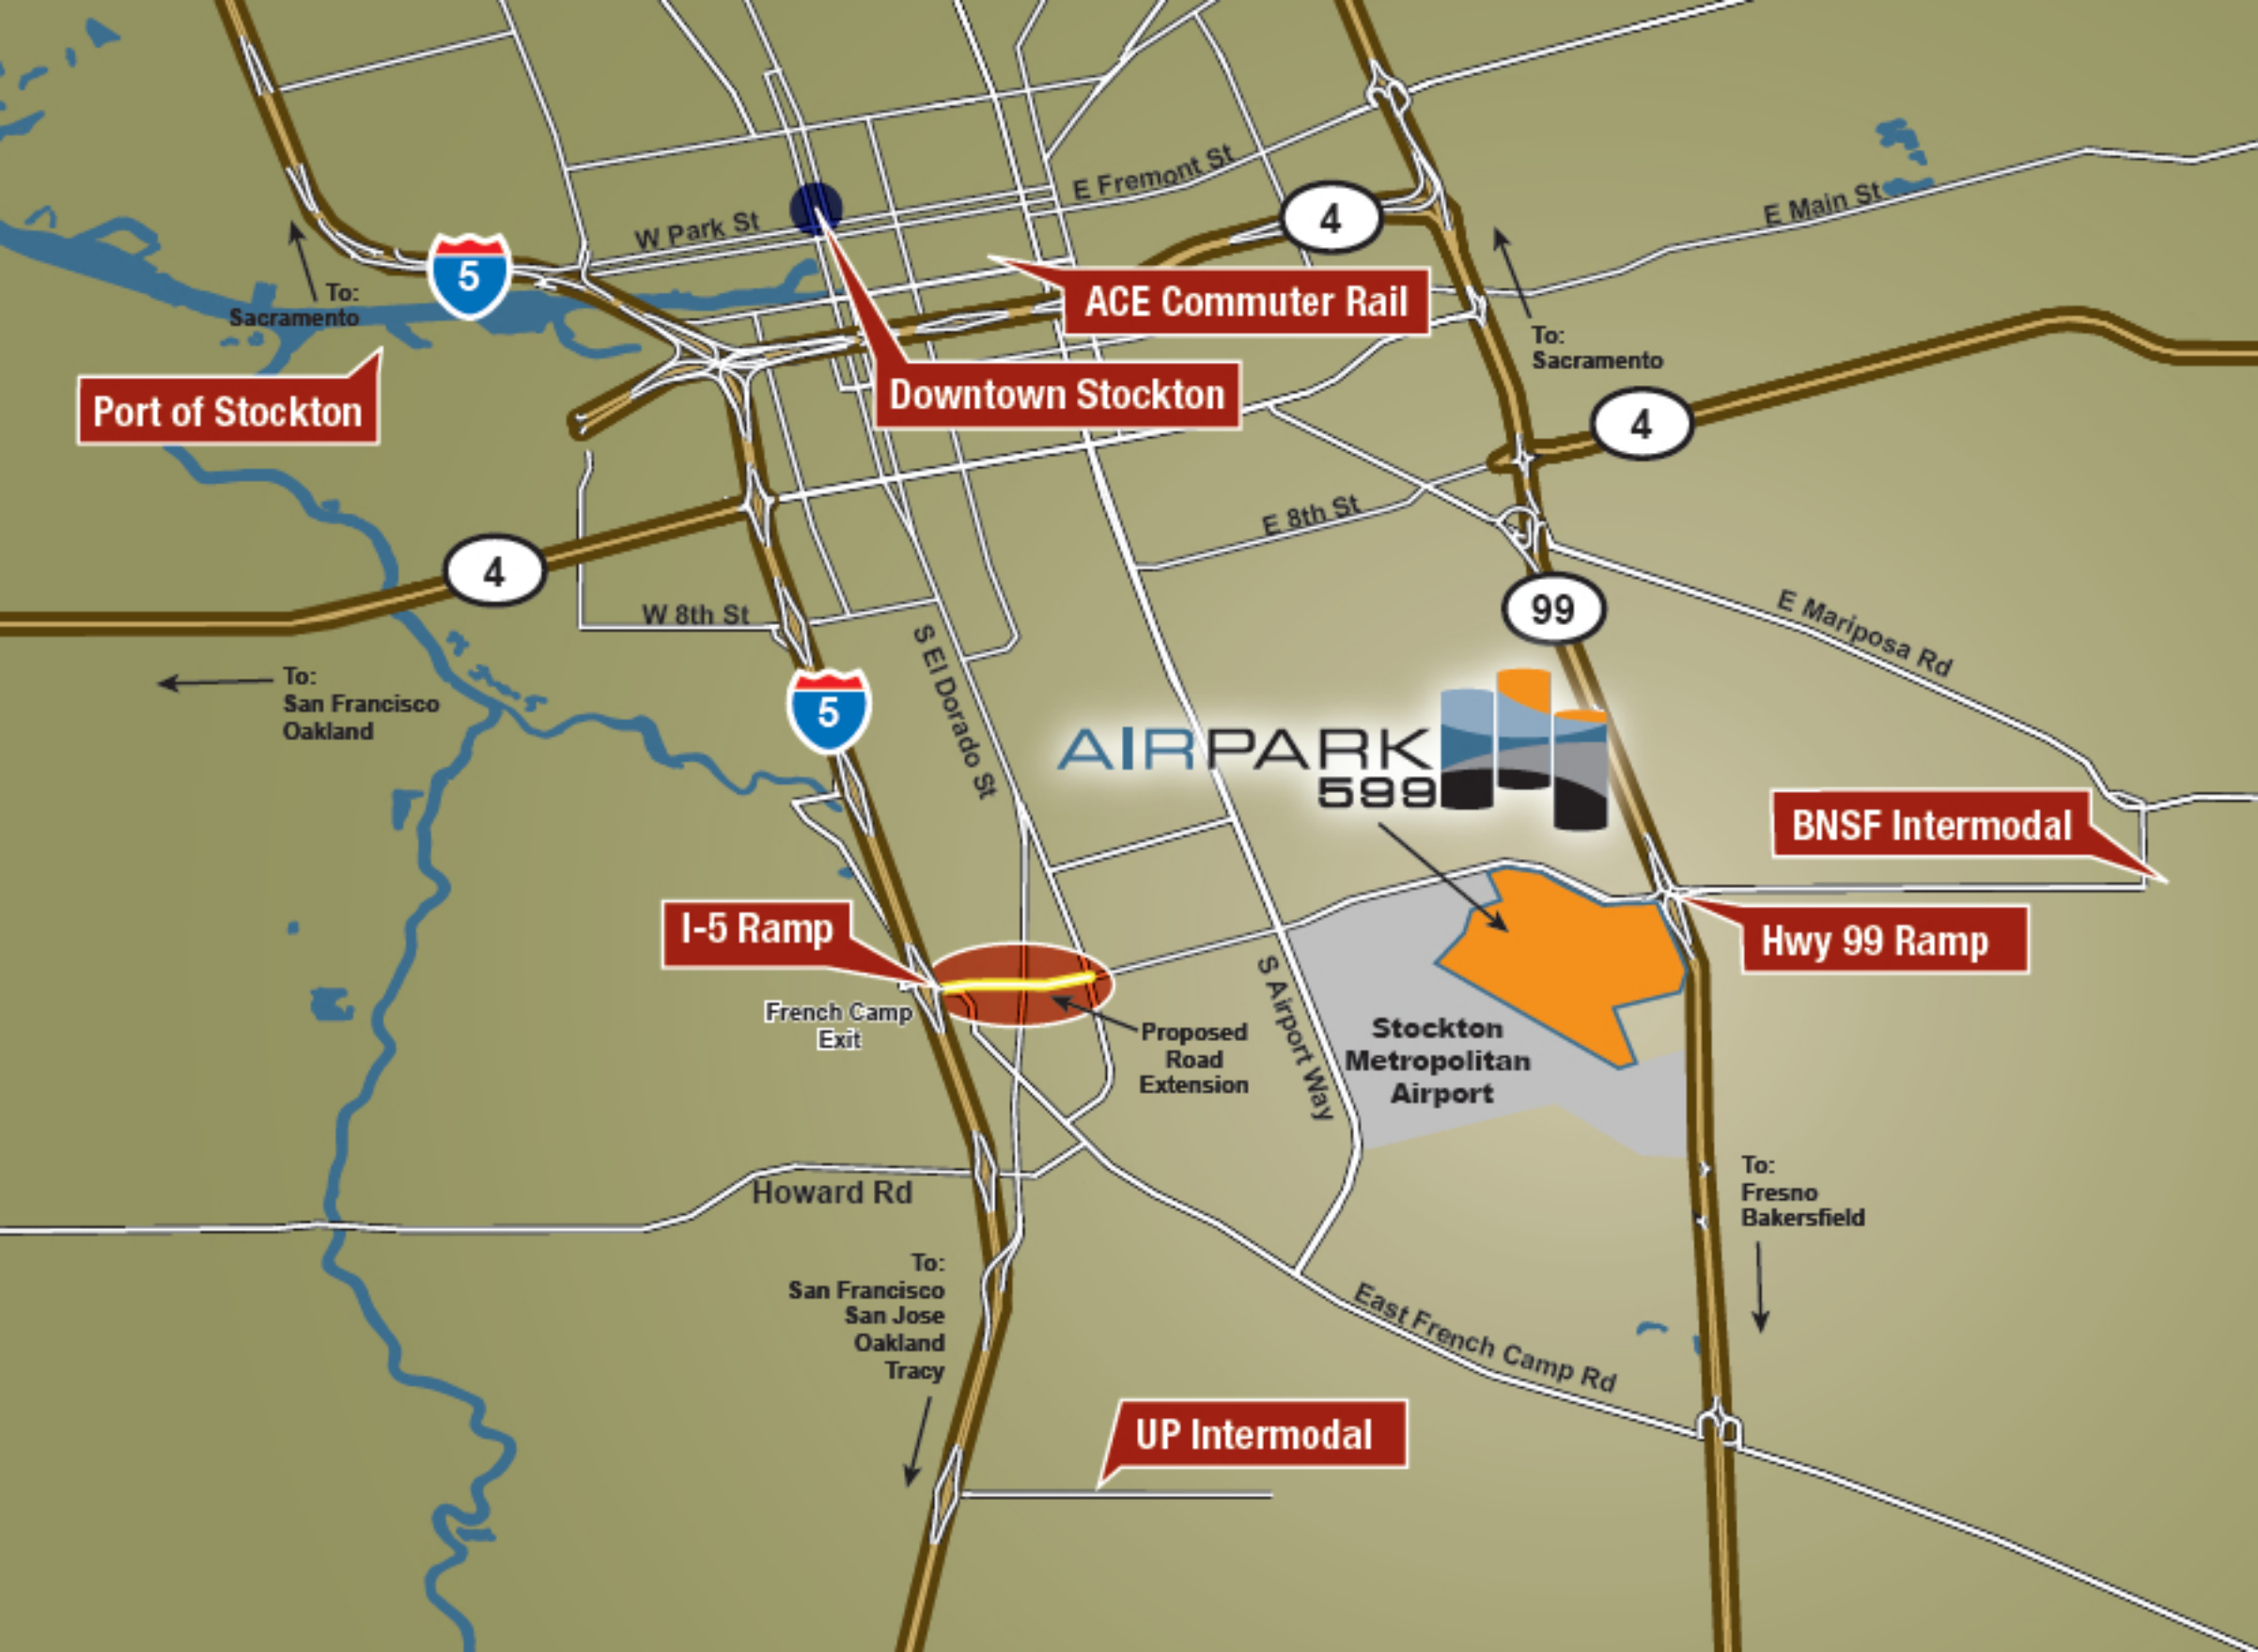 E Fremont St
W Park St
4
E Main St
5
To:
Sacramento
ACE Commuter Rail
To:
Sacramento
Port of Stockton
Downtown Stockton
4
E 8th St
4
W 8th St
99
E Mariposa Rd
To:
San Francisco
Oakland
5
S El Dorado St
AIRPARK
599
BNSF Intermodal
I-5 Ramp
Hwy 99 Ramp
French Camp
Exit
Proposed
Road
Extension
S Airport Way
Stockton
Metropolitan
Airport
Howard Rd
To:
Fresno
Bakersfield
To:
San Francisco
San Jose
Oakland
Tracy
East French Camp Rd
UP Intermodal